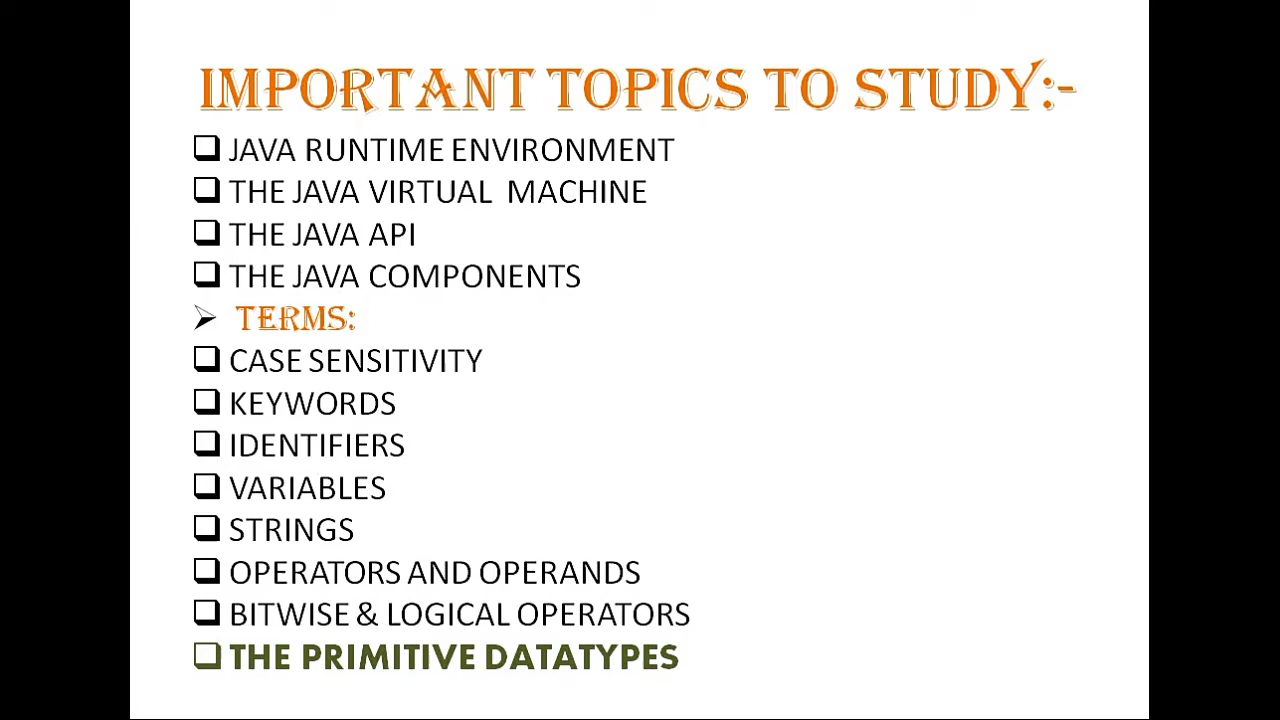 IMPORTANT TOPICS TO STUDY:-
JAVA RUNTIME ENVIRONMENT
THE JAVA VIRTUAL MACHINE
THE JAVA API
THE JAVA COMPONENTS
TERMS:
CASE SENSITIVITY
KEYWORDS
IDENTIFIERS
VARIABLES
STRINGS
OPERATORS AND OPERANDS
BITWISE & LOGICAL OPERATORS
THE PRIMITIVE DATATYPES